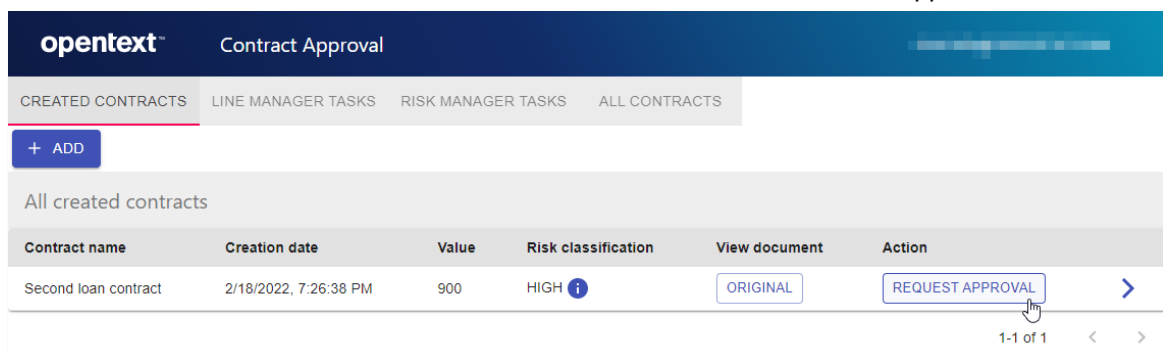 opentext™ Contract Approval
CREATED CONTRACTS LINE MANAGER TASKS RISK MANAGER TASKS ALL CONTRACTS
+ ADD
All created contracts
Contract name Creation date Value Risk classification View document Action
Second loan contract 2/18/2022, 7:26:38 PM 900 HIGH i ORIGINAL REQUEST APPROVAL
1-1 of 1